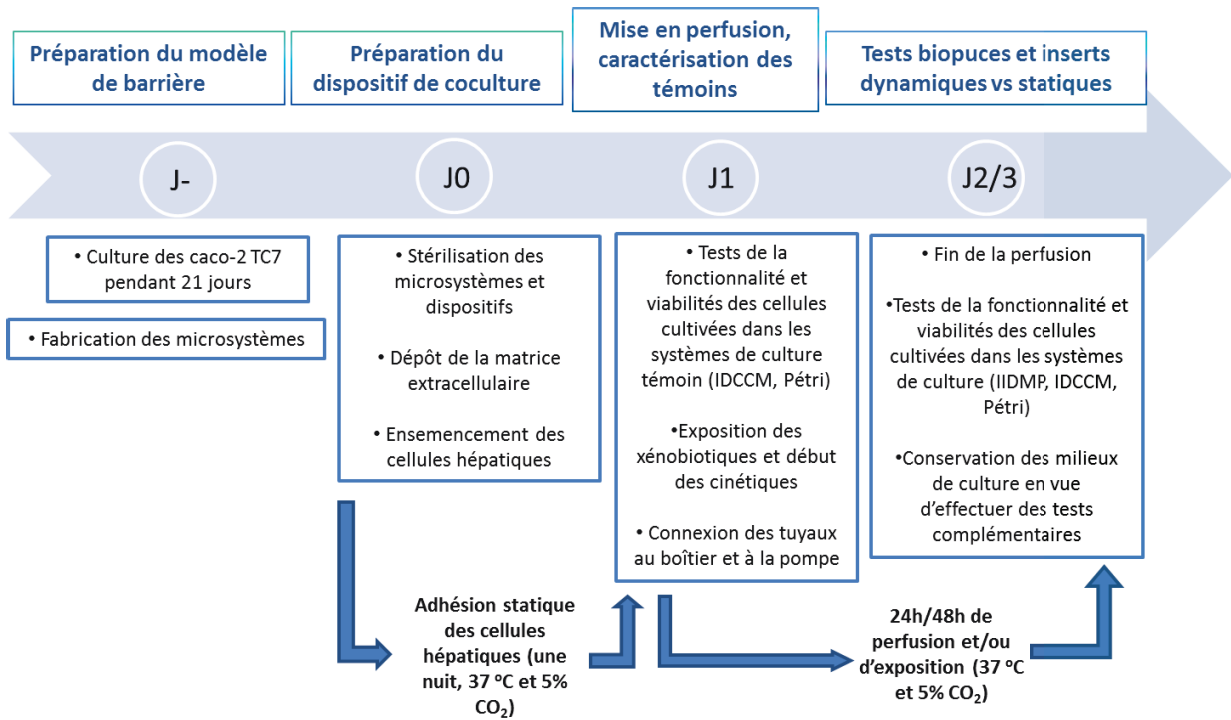 Préparation du modèle
de barrière
Préparation du
dispositif de coculture
Mise en perfusion,
caractérisation des
témoins
Tests biopuces et inserts
dynamiques vs statiques
J-
J0
J1
J2/3
• Culture des caco-2 TC7
pendant 21 jours
• Fabrication des microsystèmes
• Stérilisation des
microsystèmes et
dispositifs
• Dépôt de la matrice
extracellulaire
• Ensemencement des
cellules hépatiques
• Tests de la
fonctionnalité et
viabilités des cellules
cultivées dans les
systèmes de culture
témoin (IDCCM, Pétri)
•Exposition des
xénobiotiques et début
des cinétiques
• Connexion des tuyaux
au boîtier et à la pompe
• Fin de la perfusion
•Tests de la fonctionnalité et
viabilités des cellules
cultivées dans les systèmes
de culture (IIDMP, IDCCM,
Pétri)
•Conservation des milieux
de culture en vue
d'effectuer des tests
complémentaires
Adhésion statique
des cellules
hépatiques (une
nuit, 37 °C et 5%
CO₂)
24h/48h de
perfusion et/ou
d'exposition (37 °C
et 5% CO₂)